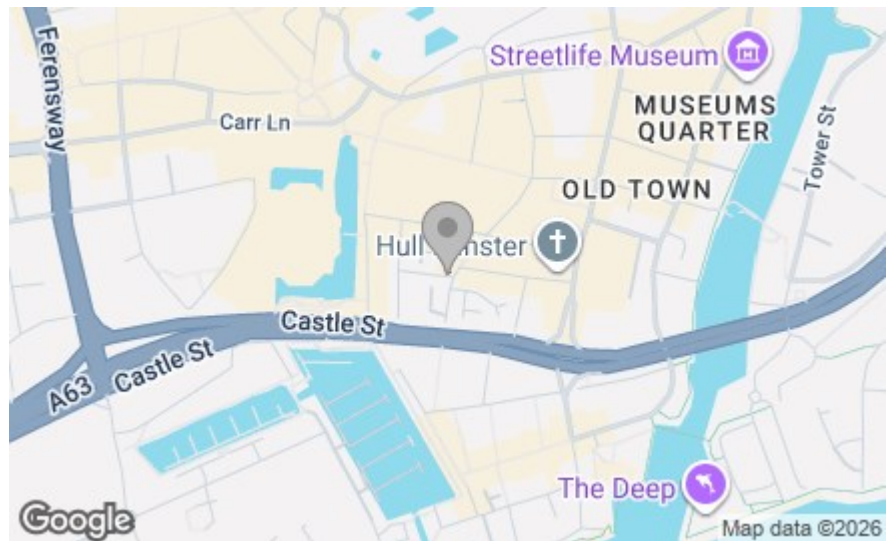 Ferensway
Streetlife Museum
MUSEUMS
QUARTER
Carr Ln
Tower St
OLD TOWN
Hull
Castle St
Castle St
A63
The Deep
Google
Map data ©2026